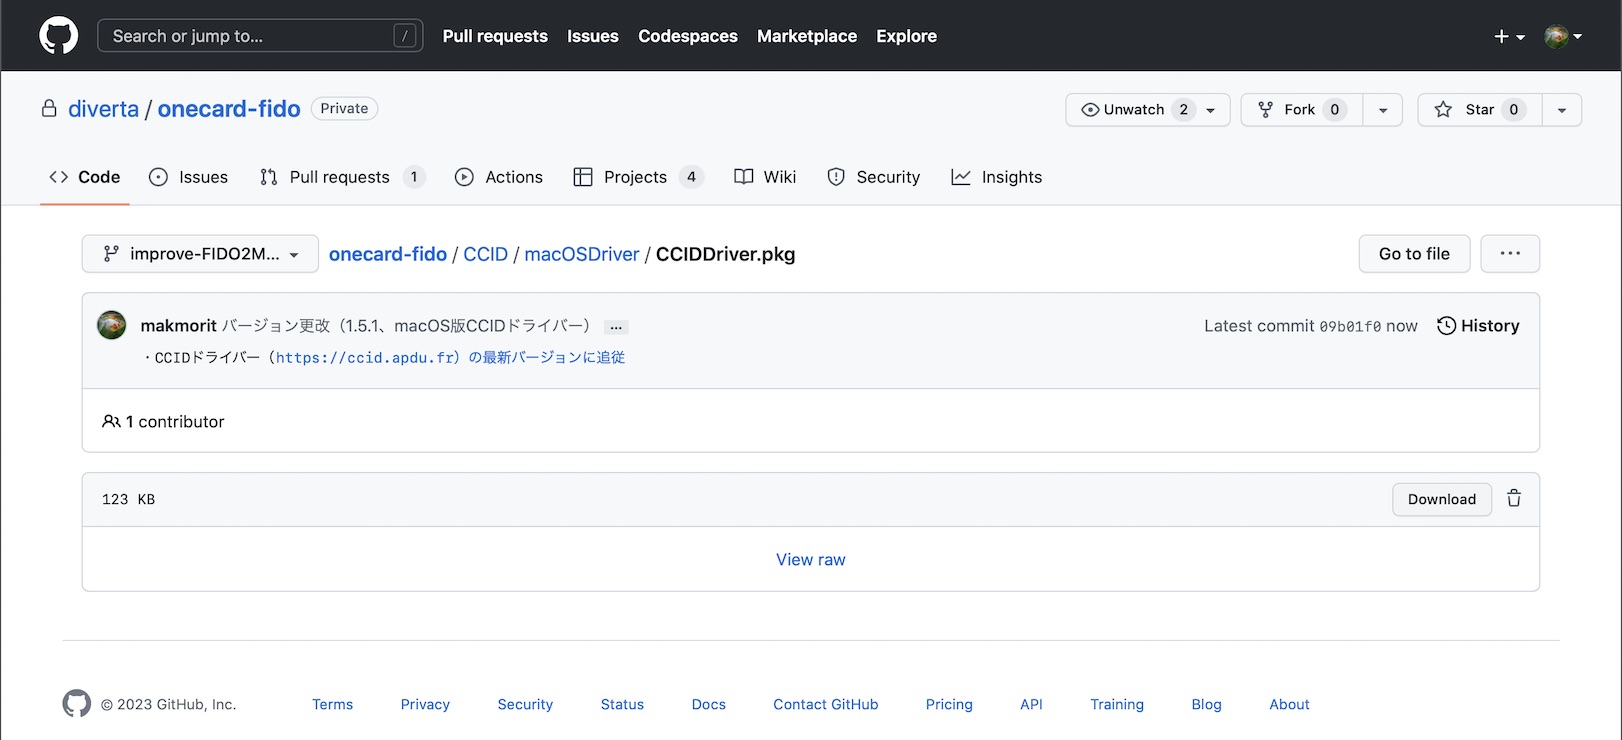 Search or jump to... / Pull requests Issues Codespaces Marketplace Explore
diverta / onecard-fido Private Unwatch 2 Fork 0 Star 0
Code Issues Pull requests 1 Actions Projects 4 Wiki Security Insights
improve-FIDO2M... onecard-fido / CCID / macOSDriver / CCIDDriver.pkg Go to file ...
makmorit バージョン更改（1.5.1、macOS版CCIDドライバー） ... Latest commit 09b01f0 now History
・CCIDドライバー（https://ccid.apdu.fr）の最新バージョンに追従
1 contributor
123 KB Download
View raw
© 2023 GitHub, Inc. Terms Privacy Security Status Docs Contact GitHub Pricing API Training Blog About